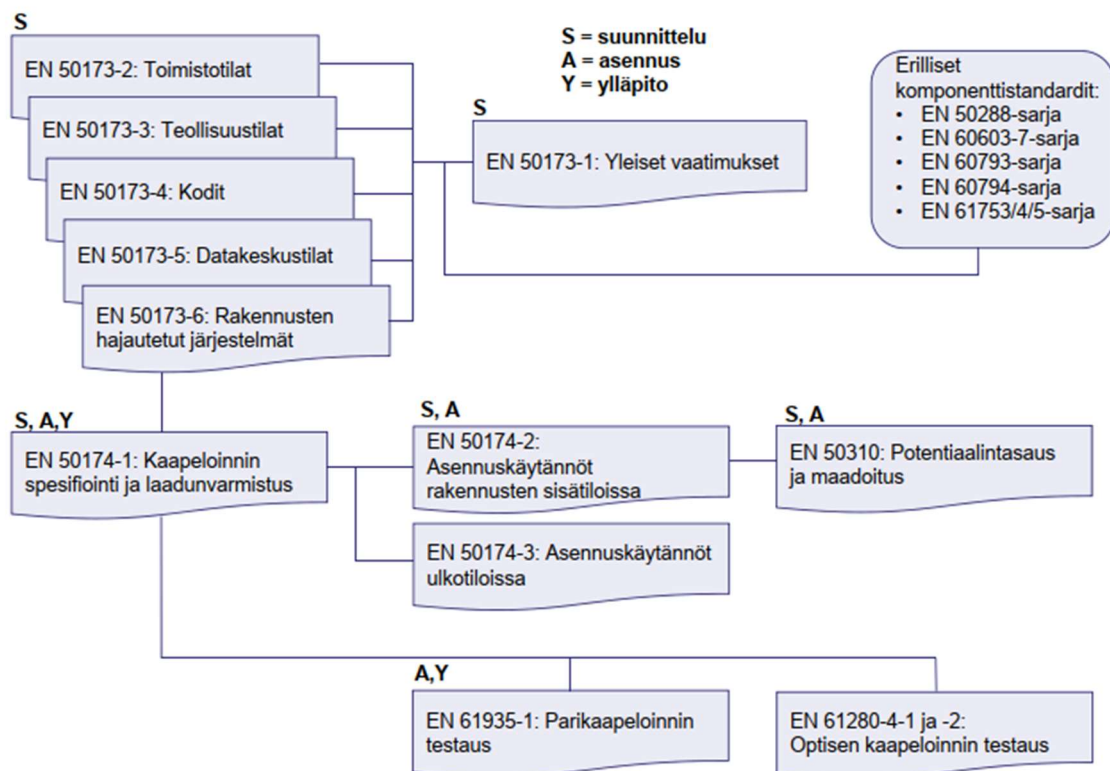 S
EN 50173-2: Toimistotilat
EN 50173-3: Teollisuustilat
EN 50173-4: Kodit
EN 50173-5: Datakeskustilat
EN 50173-6: Rakennusten
hajautetut järjestelmät
S = suunnittelu
A = asennus
Y = ylläpito
S
EN 50173-1: Yleiset vaatimukset
Erilliset
komponenttistandardit:
• EN 50288-sarja
• EN 60603-7-sarja
• EN 60793-sarja
• EN 60794-sarja
• EN 61753/4/5-sarja
S, A,Y
EN 50174-1: Kaapeloinnin
spesifiointi ja laadunvarmistus
S, A
EN 50174-2:
Asennuskäytännöt
rakennusten sisätiloissa
S, A
EN 50310: Potentiaalintasaus
ja maadoitus
EN 50174-3: Asennuskäytännöt
ulkotiloissa
A,Y
EN 61935-1: Parikaapeloinnin
testaus
EN 61280-4-1 ja -2:
Optisen kaapeloinnin testaus